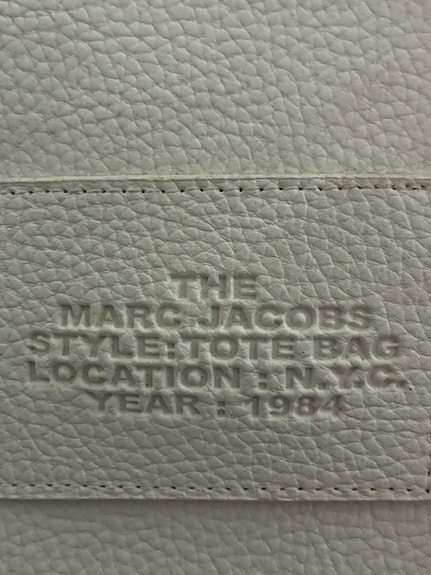 THE
MARC JACOBS
STYLE: TOTE BAG
LOCATION : N.Y.C.
YEAR : 1984